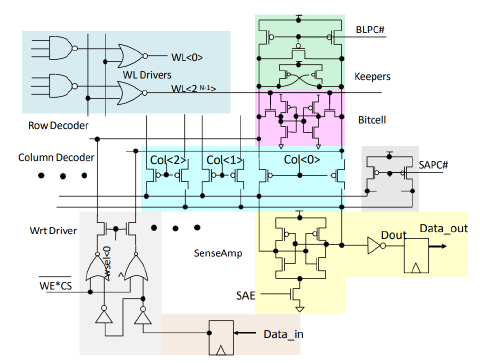 BLPC#
WL<0>
WL Drivers
Keepers
WL<2 N-1>
Bitcell
Row Decoder
Column Decoder
Col<2>
Col<1>
Col<0>
SAPC#
Wrt Driver
Wsel<0
>
SenseAmp
Dout
Data_out
WE*CS
SAE
Data_in